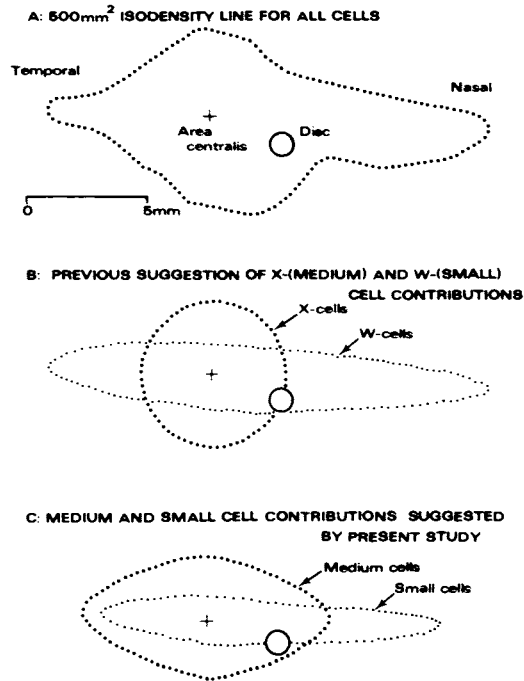 A: 500mm² ISODENSITY LINE FOR ALL CELLS
Temporal
Nasal
Area
centralis
Disc
0
5mm
B: PREVIOUS SUGGESTION OF X-(MEDIUM) AND W-(SMALL)
CELL CONTRIBUTIONS
X-cells
W-cells
C: MEDIUM AND SMALL CELL CONTRIBUTIONS SUGGESTED
BY PRESENT STUDY
Medium cells
Small cells